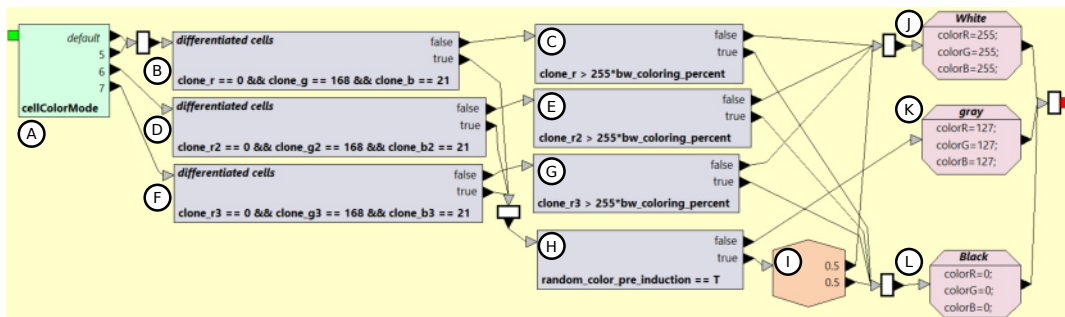 default
5
6
7
cellColorMode
A
differentiated cells
false
true
B
clone_r == 0 && clone_g == 168 && clone_b == 21
differentiated cells
false
true
D
clone_r2 == 0 && clone_g2 == 168 && clone_b2 == 21
differentiated cells
false
true
F
clone_r3 == 0 && clone_g3 == 168 && clone_b3 == 21
false
true
C
clone_r > 255*bw_coloring_percent
false
true
E
clone_r2 > 255*bw_coloring_percent
false
true
G
clone_r3 > 255*bw_coloring_percent
false
true
H
random_color_pre_induction == T
I
0.5
0.5
J
White
colorR=255;
colorG=255;
colorB=255;
K
gray
colorR=127;
colorG=127;
colorB=127;
L
Black
colorR=0;
colorG=0;
colorB=0;